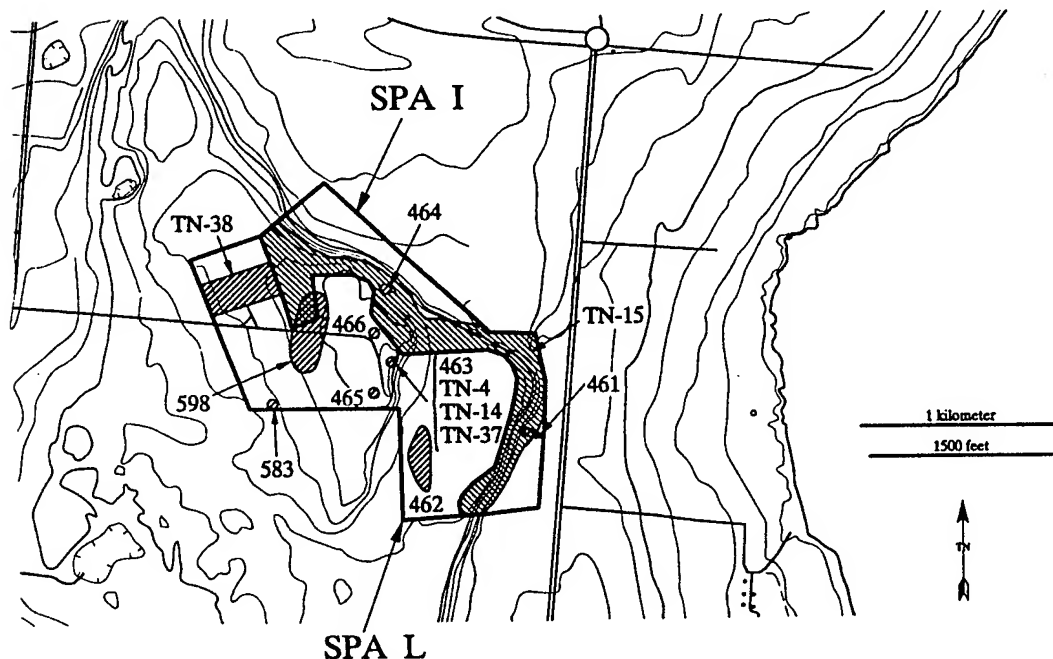 SPA I
464
TN-38
466
TN-15
463
TN-4
TN-14
TN-37
461
598
465
583
462
1 kilometer
1500 feet
TN
SPA L